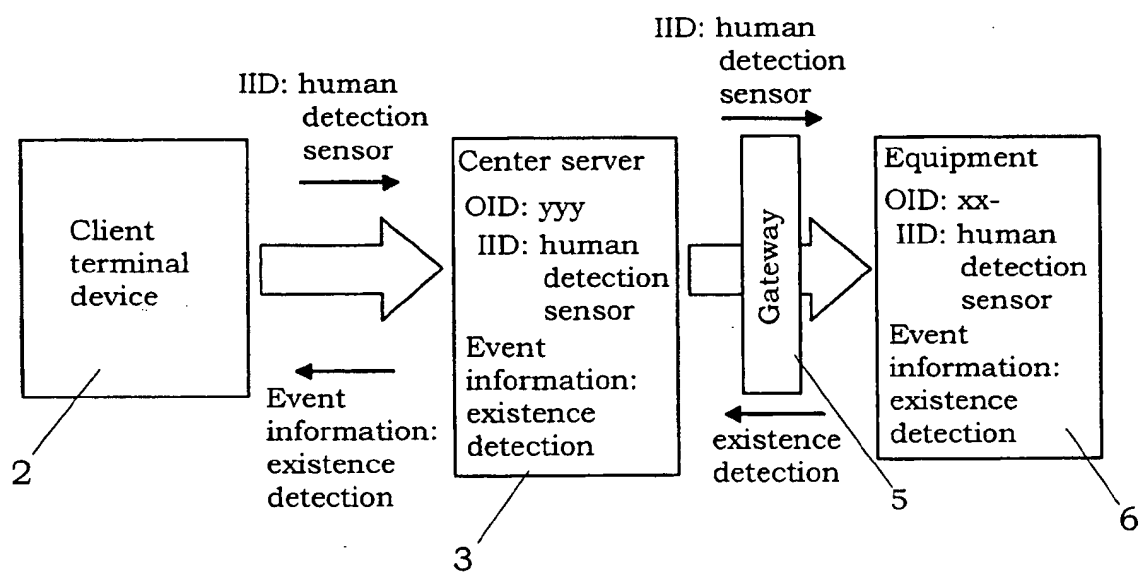 IID: human
detection
sensor
IID: human
detection
sensor
Client
terminal
device
Center server
OID: yyy
IID: human
detection
sensor
Event
information:
existence
detection
Gateway
Equipment
OID: xx-
IID: human
detection
sensor
Event
information:
existence
detection
Event
information:
existence
detection
existence
detection
2
3
5
6